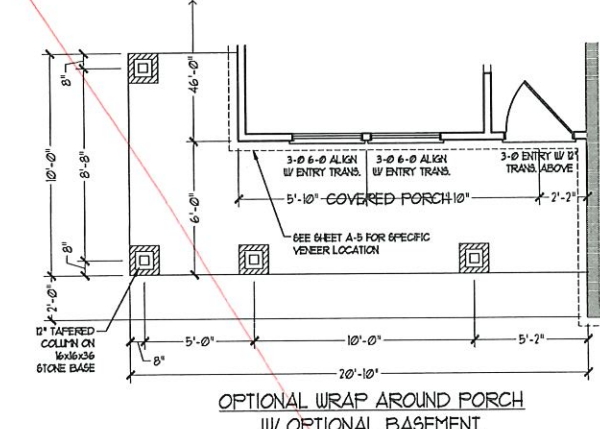 46'-0"
8"
10'-0"
8'-8"
3-0 6-0 ALIGN
W/ ENTRY TRANS.
3-0 6-0 ALIGN
W/ ENTRY TRANS.
3-0 ENTRY W/ 12"
TRANS. ABOVE
5'-10"
COVERED PORCH
10"
2'-2"
6'-0"
SEE SHEET A-5 FOR SPECIFIC
VENEER LOCATION
8"
2'-0"
12" TAPERED
COLUMN ON
16x16x36
STONE BASE
5'-0"
10'-0"
5'-2"
8"
20'-10"
OPTIONAL WRAP AROUND PORCH
W/ OPTIONAL BASEMENT